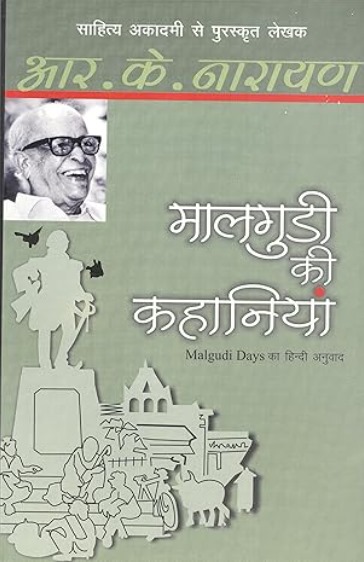 साहित्य अकादमी से पुरस्कृत लेखक
आर. के. नारायण
मालगुडी
की
कहानियां
Malgudi Days का हिन्दी अनुवाद